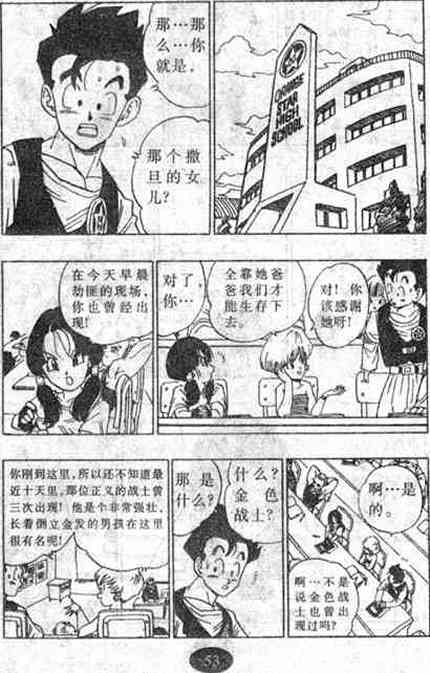 ORANGE
STAR
HIGH
SCHOOL
那…那
么…你
就是,
那个撒
旦的女
儿?
对!你
该感谢
她呀!
全靠她爸
爸我们才
能生存下
去。
对了,
你…
在今天早晨
劫匪的现场,
你也曾经出
现!
啊…是
的。
啊…不是
说金色战
士也曾出
现过吗?
什么?
金色
战士?
那是
什么?
你刚到这里,所以还不知道最
近十天里,那位正义的战士曾
三次出现!他是个非常强壮,
长着倒立金发的男孩在这里
很有名呢!
53